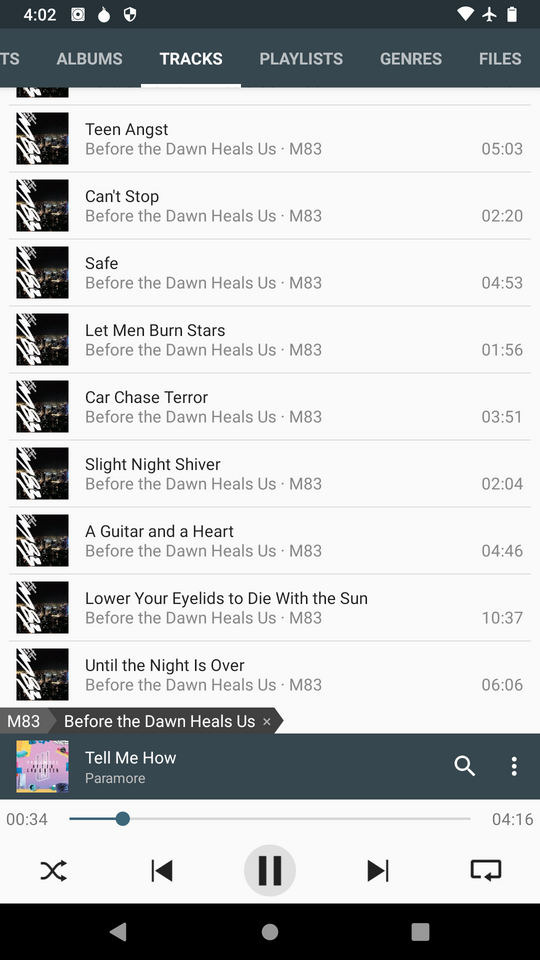 4:02
TS ALBUMS TRACKS PLAYLISTS GENRES FILES
Teen Angst
Before the Dawn Heals Us · M83 05:03
Can't Stop
Before the Dawn Heals Us · M83 02:20
Safe
Before the Dawn Heals Us · M83 04:53
Let Men Burn Stars
Before the Dawn Heals Us · M83 01:56
Car Chase Terror
Before the Dawn Heals Us · M83 03:51
Slight Night Shiver
Before the Dawn Heals Us · M83 02:04
A Guitar and a Heart
Before the Dawn Heals Us · M83 04:46
Lower Your Eyelids to Die With the Sun
Before the Dawn Heals Us · M83 10:37
Until the Night Is Over
Before the Dawn Heals Us · M83 06:06
M83 Before the Dawn Heals Us ×
Tell Me How
Paramore
00:34 04:16